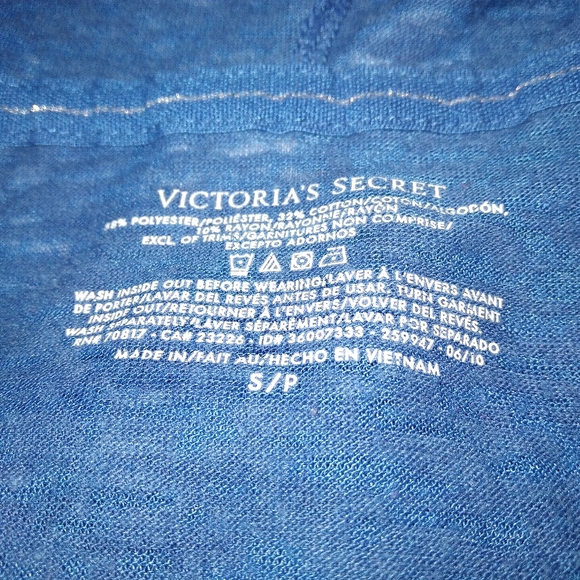 VICTORIA'S SECRET
58% POLYESTER/POLIÉSTER, 32% COTTON/COTON/ALGODÓN,
10% RAYON/RAYONNE/RAYÓN
EXCL. OF TRIMS/GARNITURES NON COMPRISE/
EXCEPTO ADORNOS
WASH INSIDE OUT BEFORE WEARING/LAVER À L'ENVERS AVANT
DE PORTER/LAVAR DEL REVÉS ANTES DE USAR. TURN GARMENT
INSIDE OUT/RETOURNER À L'ENVERS/VOLVER DEL REVÉS.
WASH SEPARATELY/LAVER SÉPARÉMENT/LAVAR POR SEPARADO
RN# 70817 • CA# 23226 • ID# 36007333 • 259947 • 06/10
MADE IN/FAIT AU/HECHO EN VIETNAM
S/P